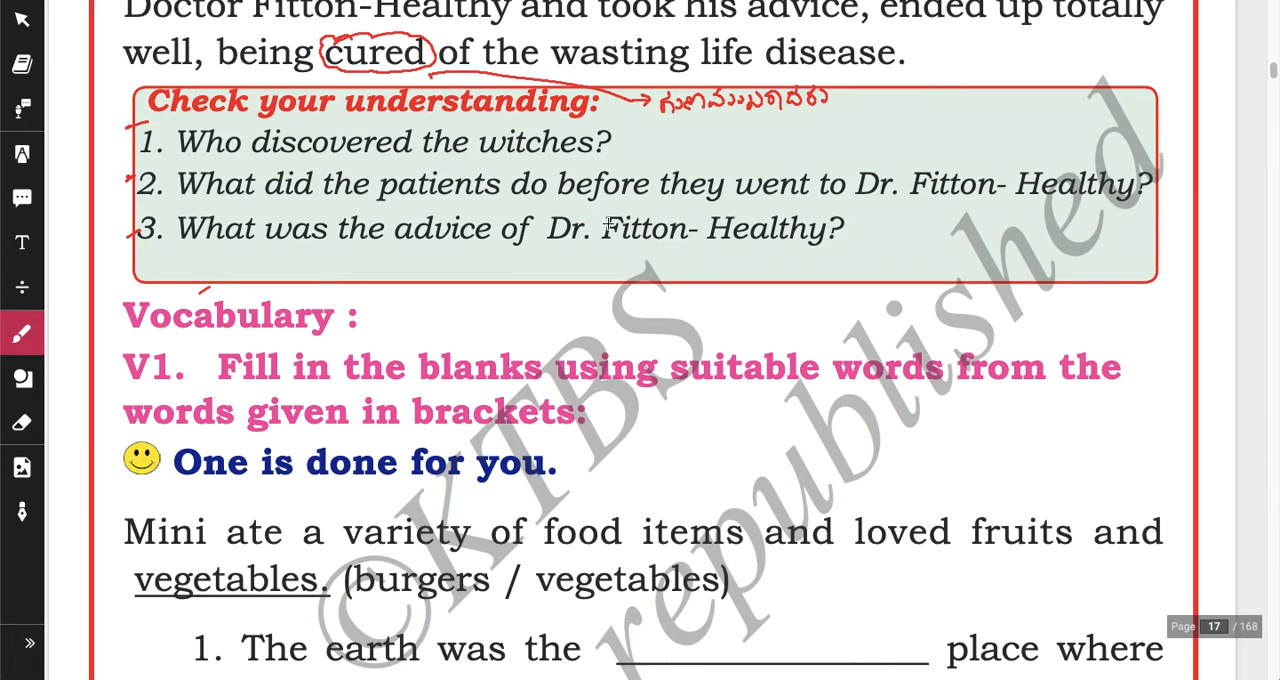 Doctor Fitton-Healthy and took his advice, ended up totally
well, being cured of the wasting life disease.
Check your understanding: → ಗುಣಮುಖರಾದರು
1. Who discovered the witches?
2. What did the patients do before they went to Dr. Fitton- Healthy?
3. What was the advice of Dr. Fitton- Healthy?
Vocabulary :
V1. Fill in the blanks using suitable words from the
words given in brackets:
One is done for you.
Mini ate a variety of food items and loved fruits and
vegetables. (burgers / vegetables)
1. The earth was the ________________ place where
©KTBS
republished
Page 17 / 168